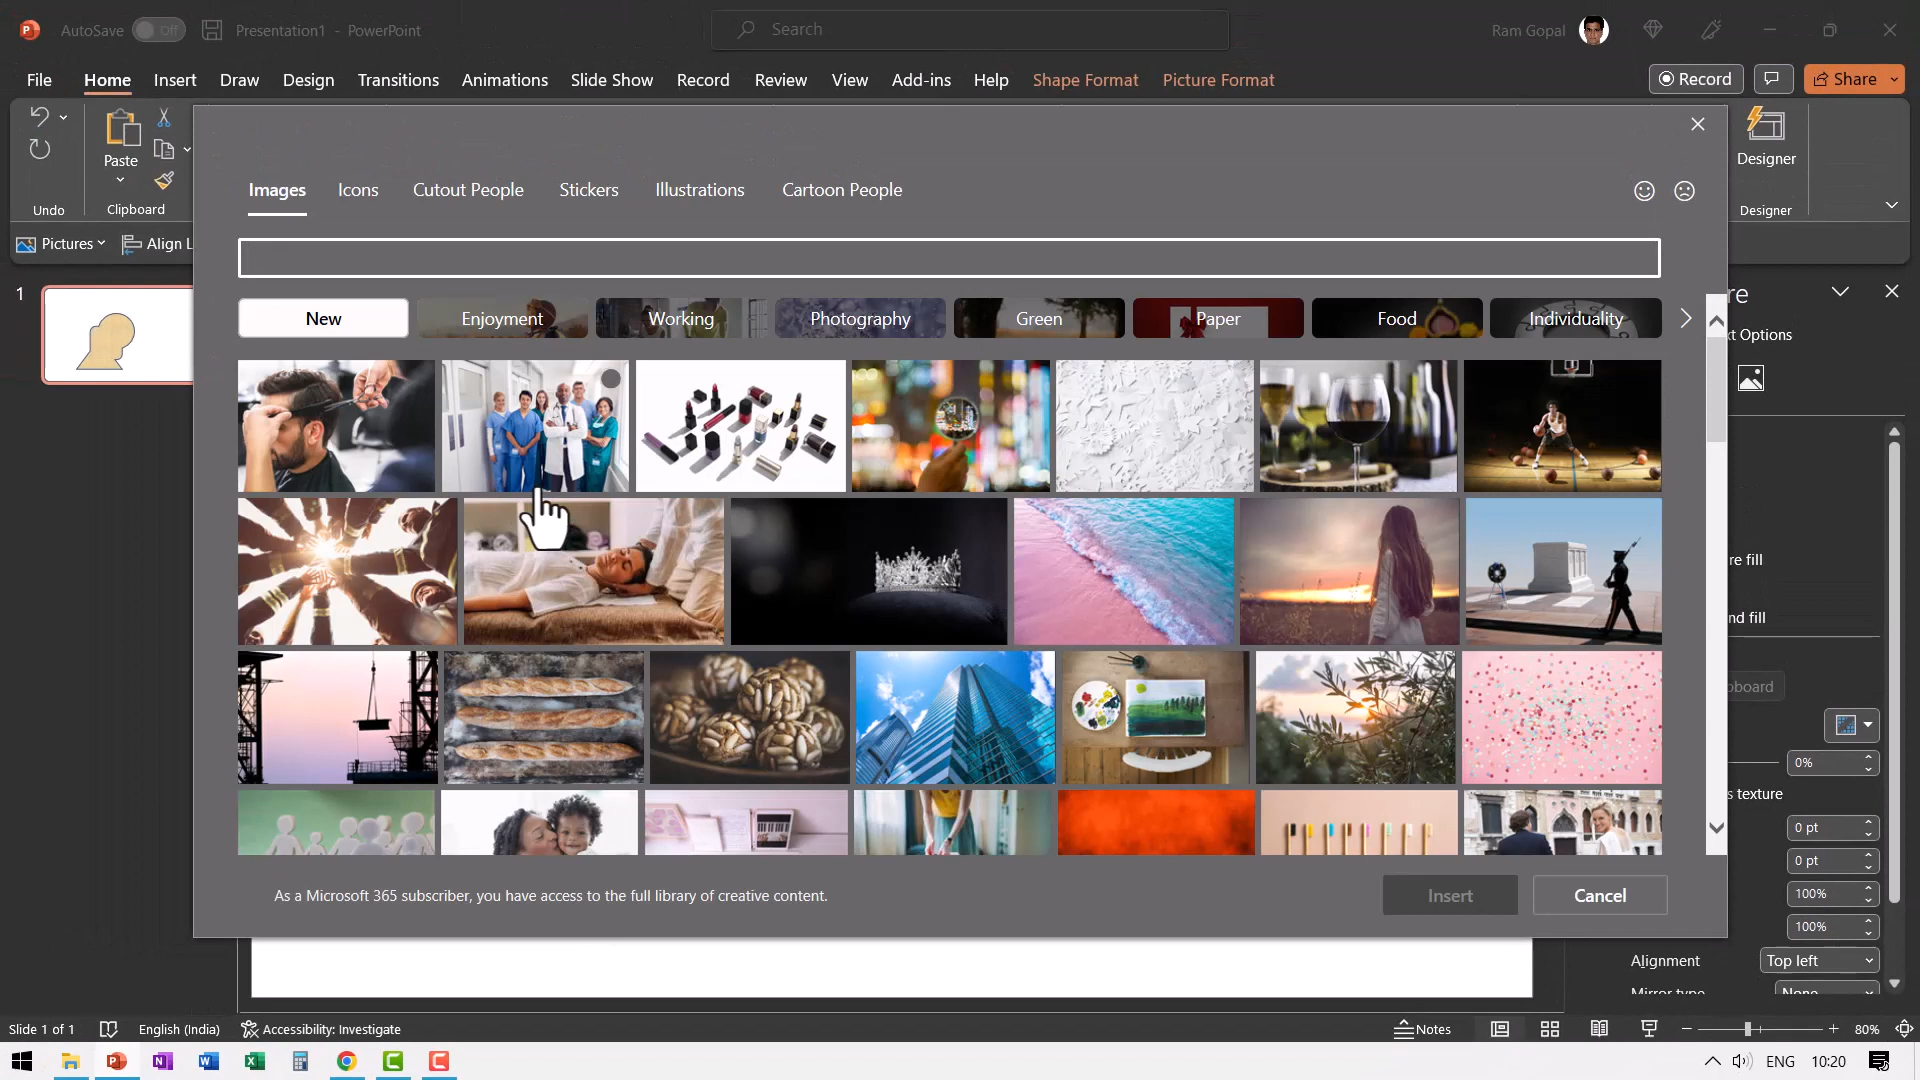 AutoSave Off Presentation1 - PowerPoint Search Ram Gopal
File Home Insert Draw Design Transitions Animations Slide Show Record Review View Add-ins Help Shape Format Picture Format Record Share
Paste Designer
Undo Clipboard Designer
Pictures Align L
Images Icons Cutout People Stickers Illustrations Cartoon People
New Enjoyment Working Photography Green Paper Food Individuality
1
re
xt Options
re fill
nd fill
board
0%
s texture
0 pt
0 pt
100%
100%
As a Microsoft 365 subscriber, you have access to the full library of creative content.
Insert Cancel
Alignment Top left
Mirror type None
Slide 1 of 1 English (India) Accessibility: Investigate Notes 80%
ENG 10:20